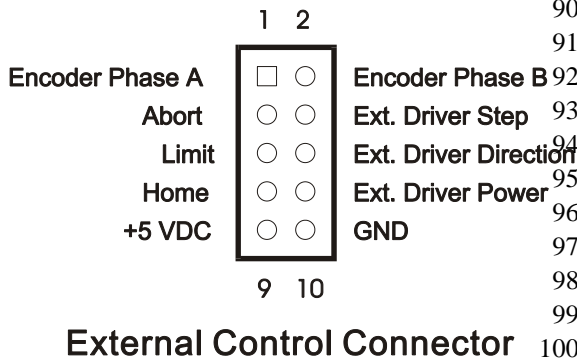 1 2
Encoder Phase A Encoder Phase B
Abort Ext. Driver Step
Limit Ext. Driver Direction
Home Ext. Driver Power
+5 VDC GND
9 10
External Control Connector
90
91
92
93
94
95
96
97
98
99
100